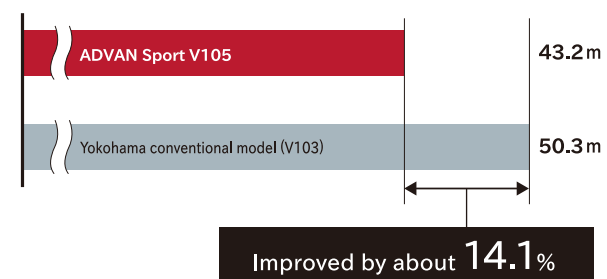 ADVAN Sport V105
43.2m
Yokohama conventional model (V103)
50.3m
Improved by about 14.1%